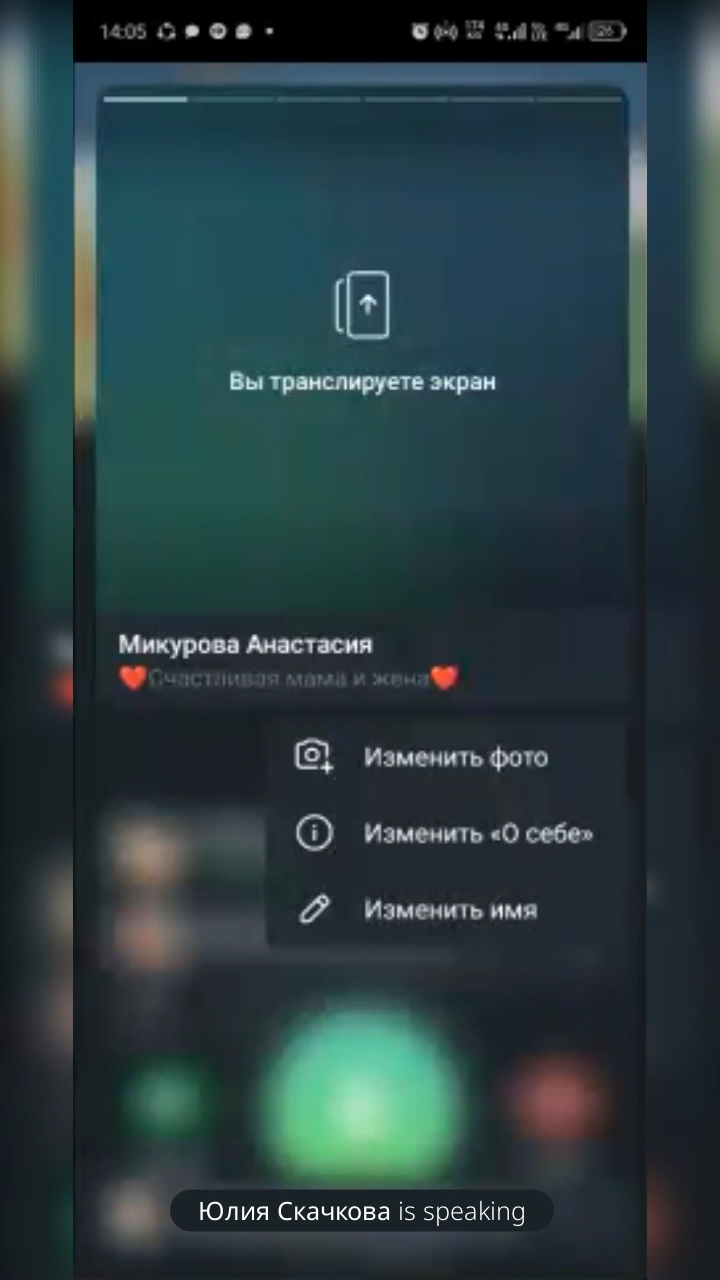 14:05
26
Вы транслируете экран
Микурова Анастасия
❤️Счастливая мама и жена❤️
Изменить фото
Изменить «О себе»
Изменить имя
Юлия Скачкова is speaking